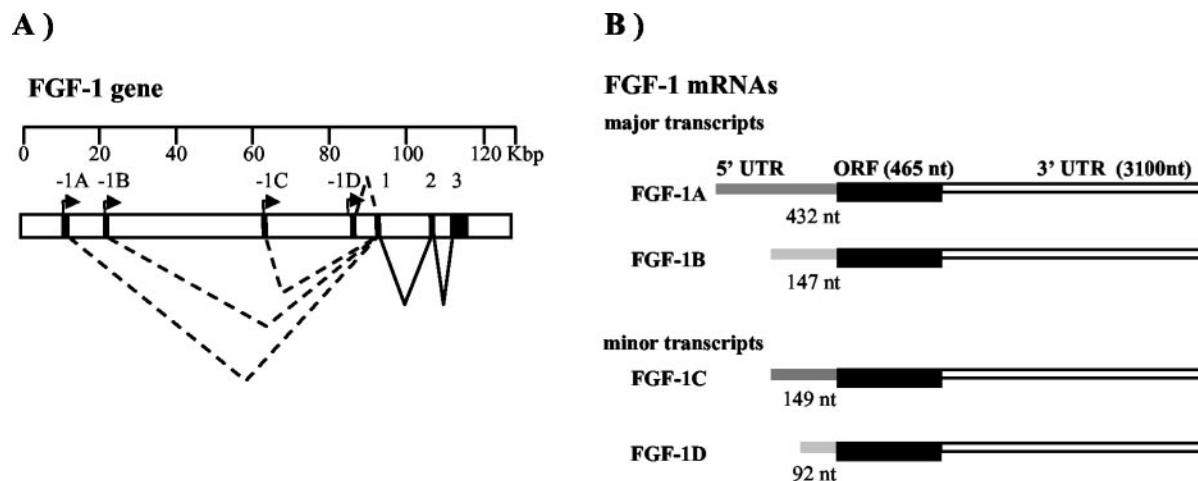 A )
FGF-1 gene
0 20 40 60 80 100 120 Kbp
-1A -1B -1C -1D 1 2 3
B )
FGF-1 mRNAs
major transcripts
5' UTR ORF (465 nt) 3' UTR (3100nt)
FGF-1A
432 nt
FGF-1B
147 nt
minor transcripts
FGF-1C
149 nt
FGF-1D
92 nt